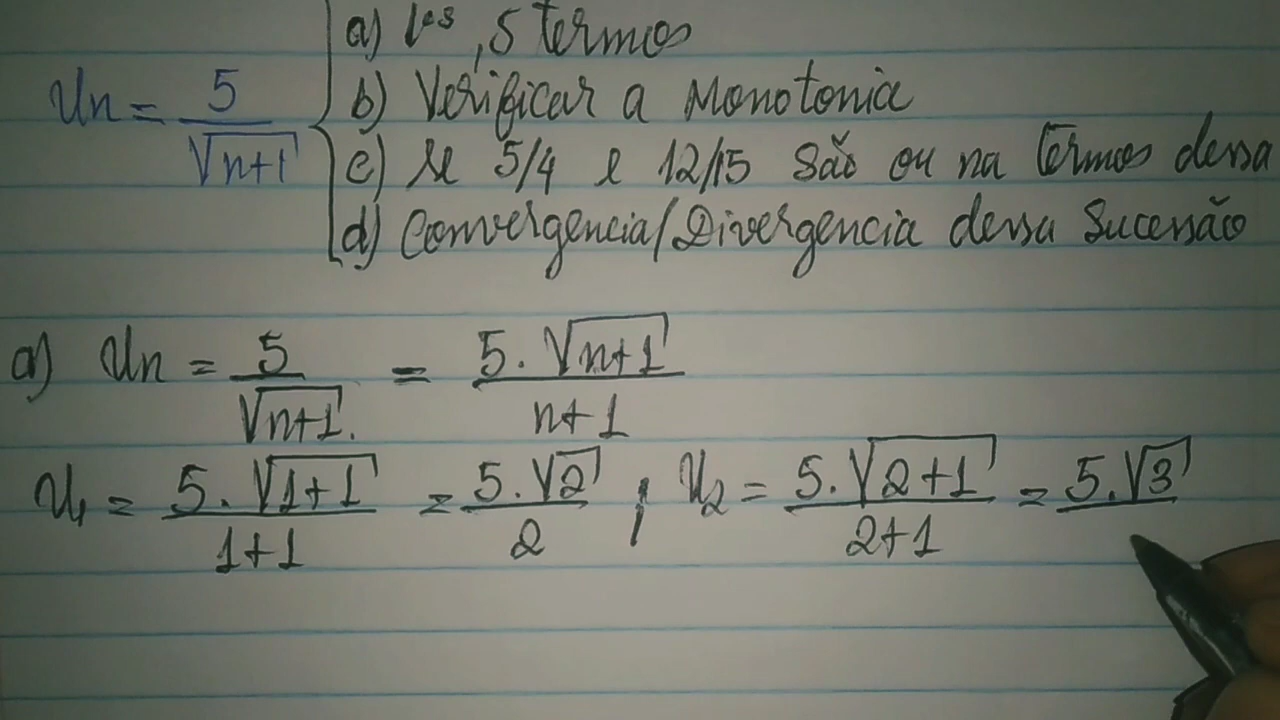 Un = 5/√(n+1)
a) 1ºs, 5 termos
b) Verificar a Monotonia
c) se 5/4 e 12/15 São ou na termos dessa
d) Convergencia/Divergência dessa Sucessão
a) Un = 5/√(n+1) = 5.√(n+1)/n+1
U₁ = 5.√(1+1)/1+1 = 5.√2/2 ; U₂ = 5.√(2+1)/2+1 = 5.√3